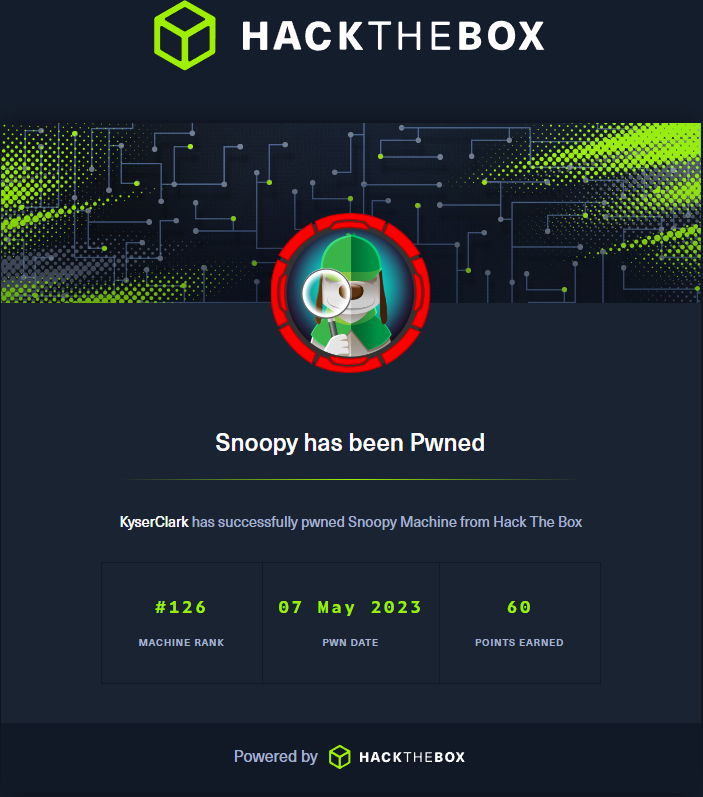 HACKTHEBOX
Snoopy has been Pwned
KyserClark has successfully pwned Snoopy Machine from Hack The Box
#126
MACHINE RANK
07 May 2023
PWN DATE
60
POINTS EARNED
Powered by HACKTHEBOX